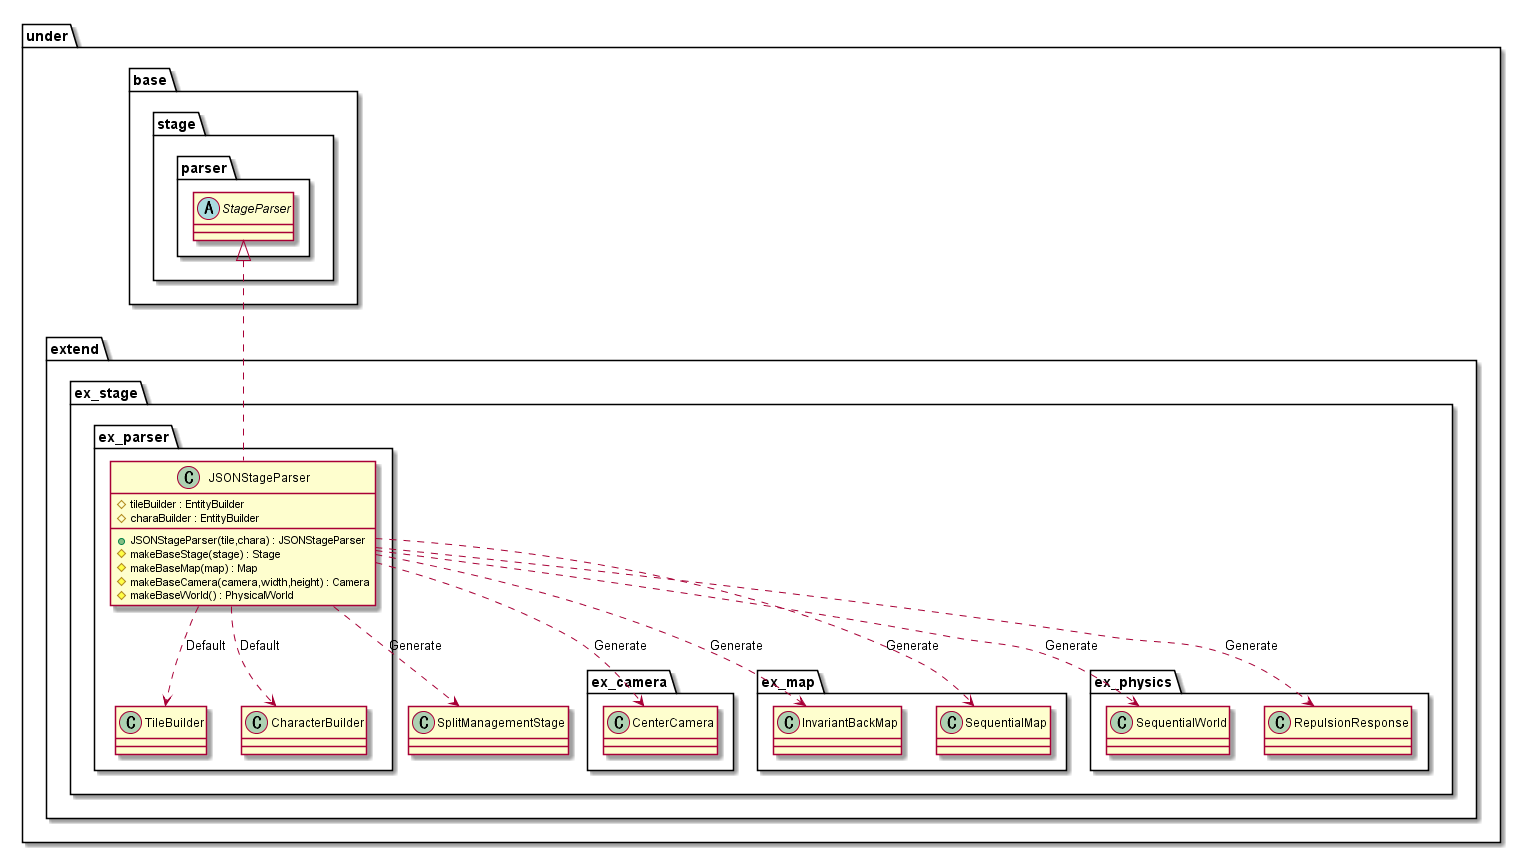 under
base
stage
parser
A StageParser
extend
ex_stage
ex_parser
C JSONStageParser
tileBuilder : EntityBuilder
charaBuilder : EntityBuilder
JSONStageParser(tile,chara) : JSONStageParser
makeBaseStage(stage) : Stage
makeBaseMap(map) : Map
makeBaseCamera(camera,width,height) : Camera
makeBaseWorld() : PhysicalWorld
Default Default Generate Generate Generate Generate Generate Generate
ex_camera ex_map ex_physics
C TileBuilder C CharacterBuilder C SplitManagementStage C CenterCamera C InvariantBackMap C SequentialMap C SequentialWorld C RepulsionResponse